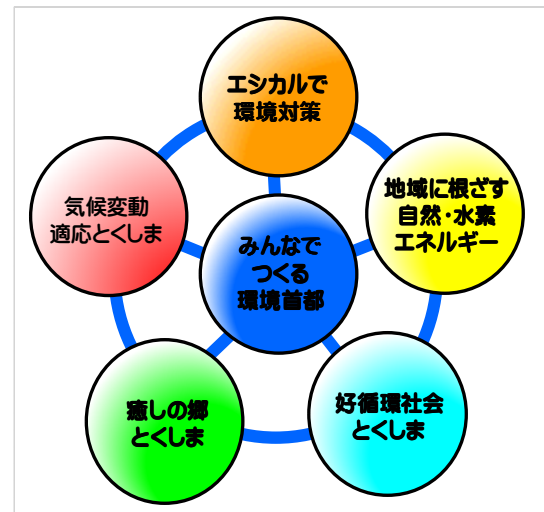 エシカルで
環境対策
地域に根ざす
自然・水素
エネルギー
気候変動
適応とくしま
みんなで
つくる
環境首都
癒しの郷
とくしま
好循環社会
とくしま